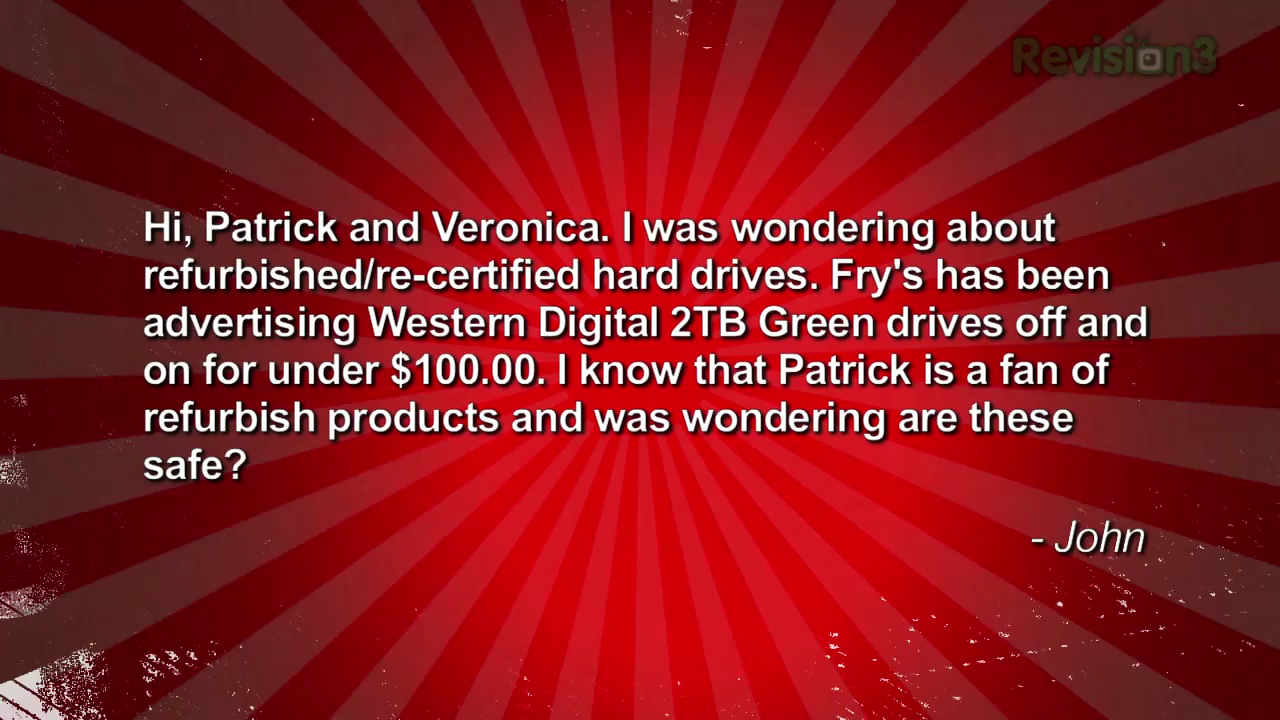 Revision3
Hi, Patrick and Veronica. I was wondering about
refurbished/re-certified hard drives. Fry's has been
advertising Western Digital 2TB Green drives off and
on for under $100.00. I know that Patrick is a fan of
refurbish products and was wondering are these
safe?
- John